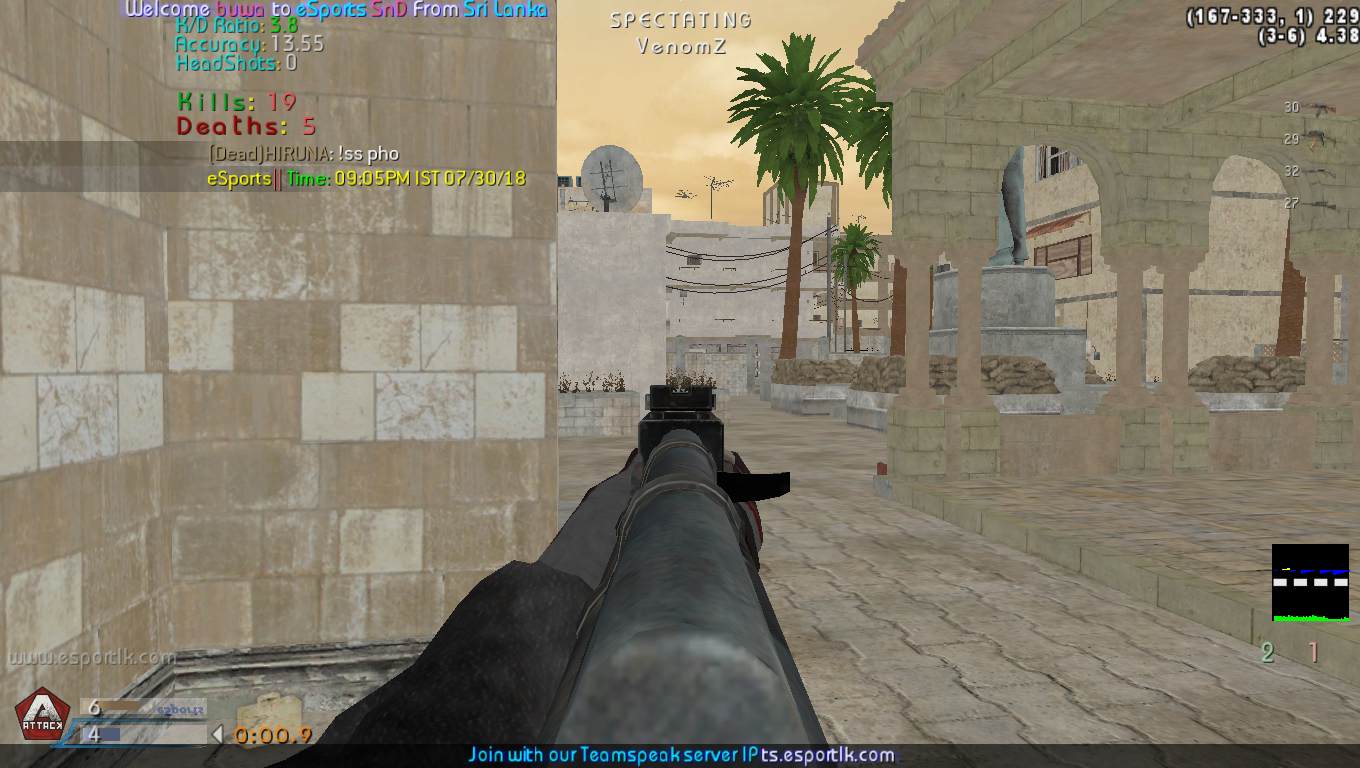 Welcome buwa to eSports SnD From Sri Lanka
K/D Ratio: 3.8
Accuracy: 13.55
HeadShots: 0
Kills: 19
Deaths: 5
[Dead]HIRUNA: !ss pho
eSports|| Time: 09:05PM IST 07/30/18
SPECTATING
VenomZ
(167-333, 1) 229
(3-6) 4.38
30
29
32
27
2 1
www.esportlk.com
ATTACK
6
4
0:00.9
Join with our Teamspeak server IP ts.esportlk.com